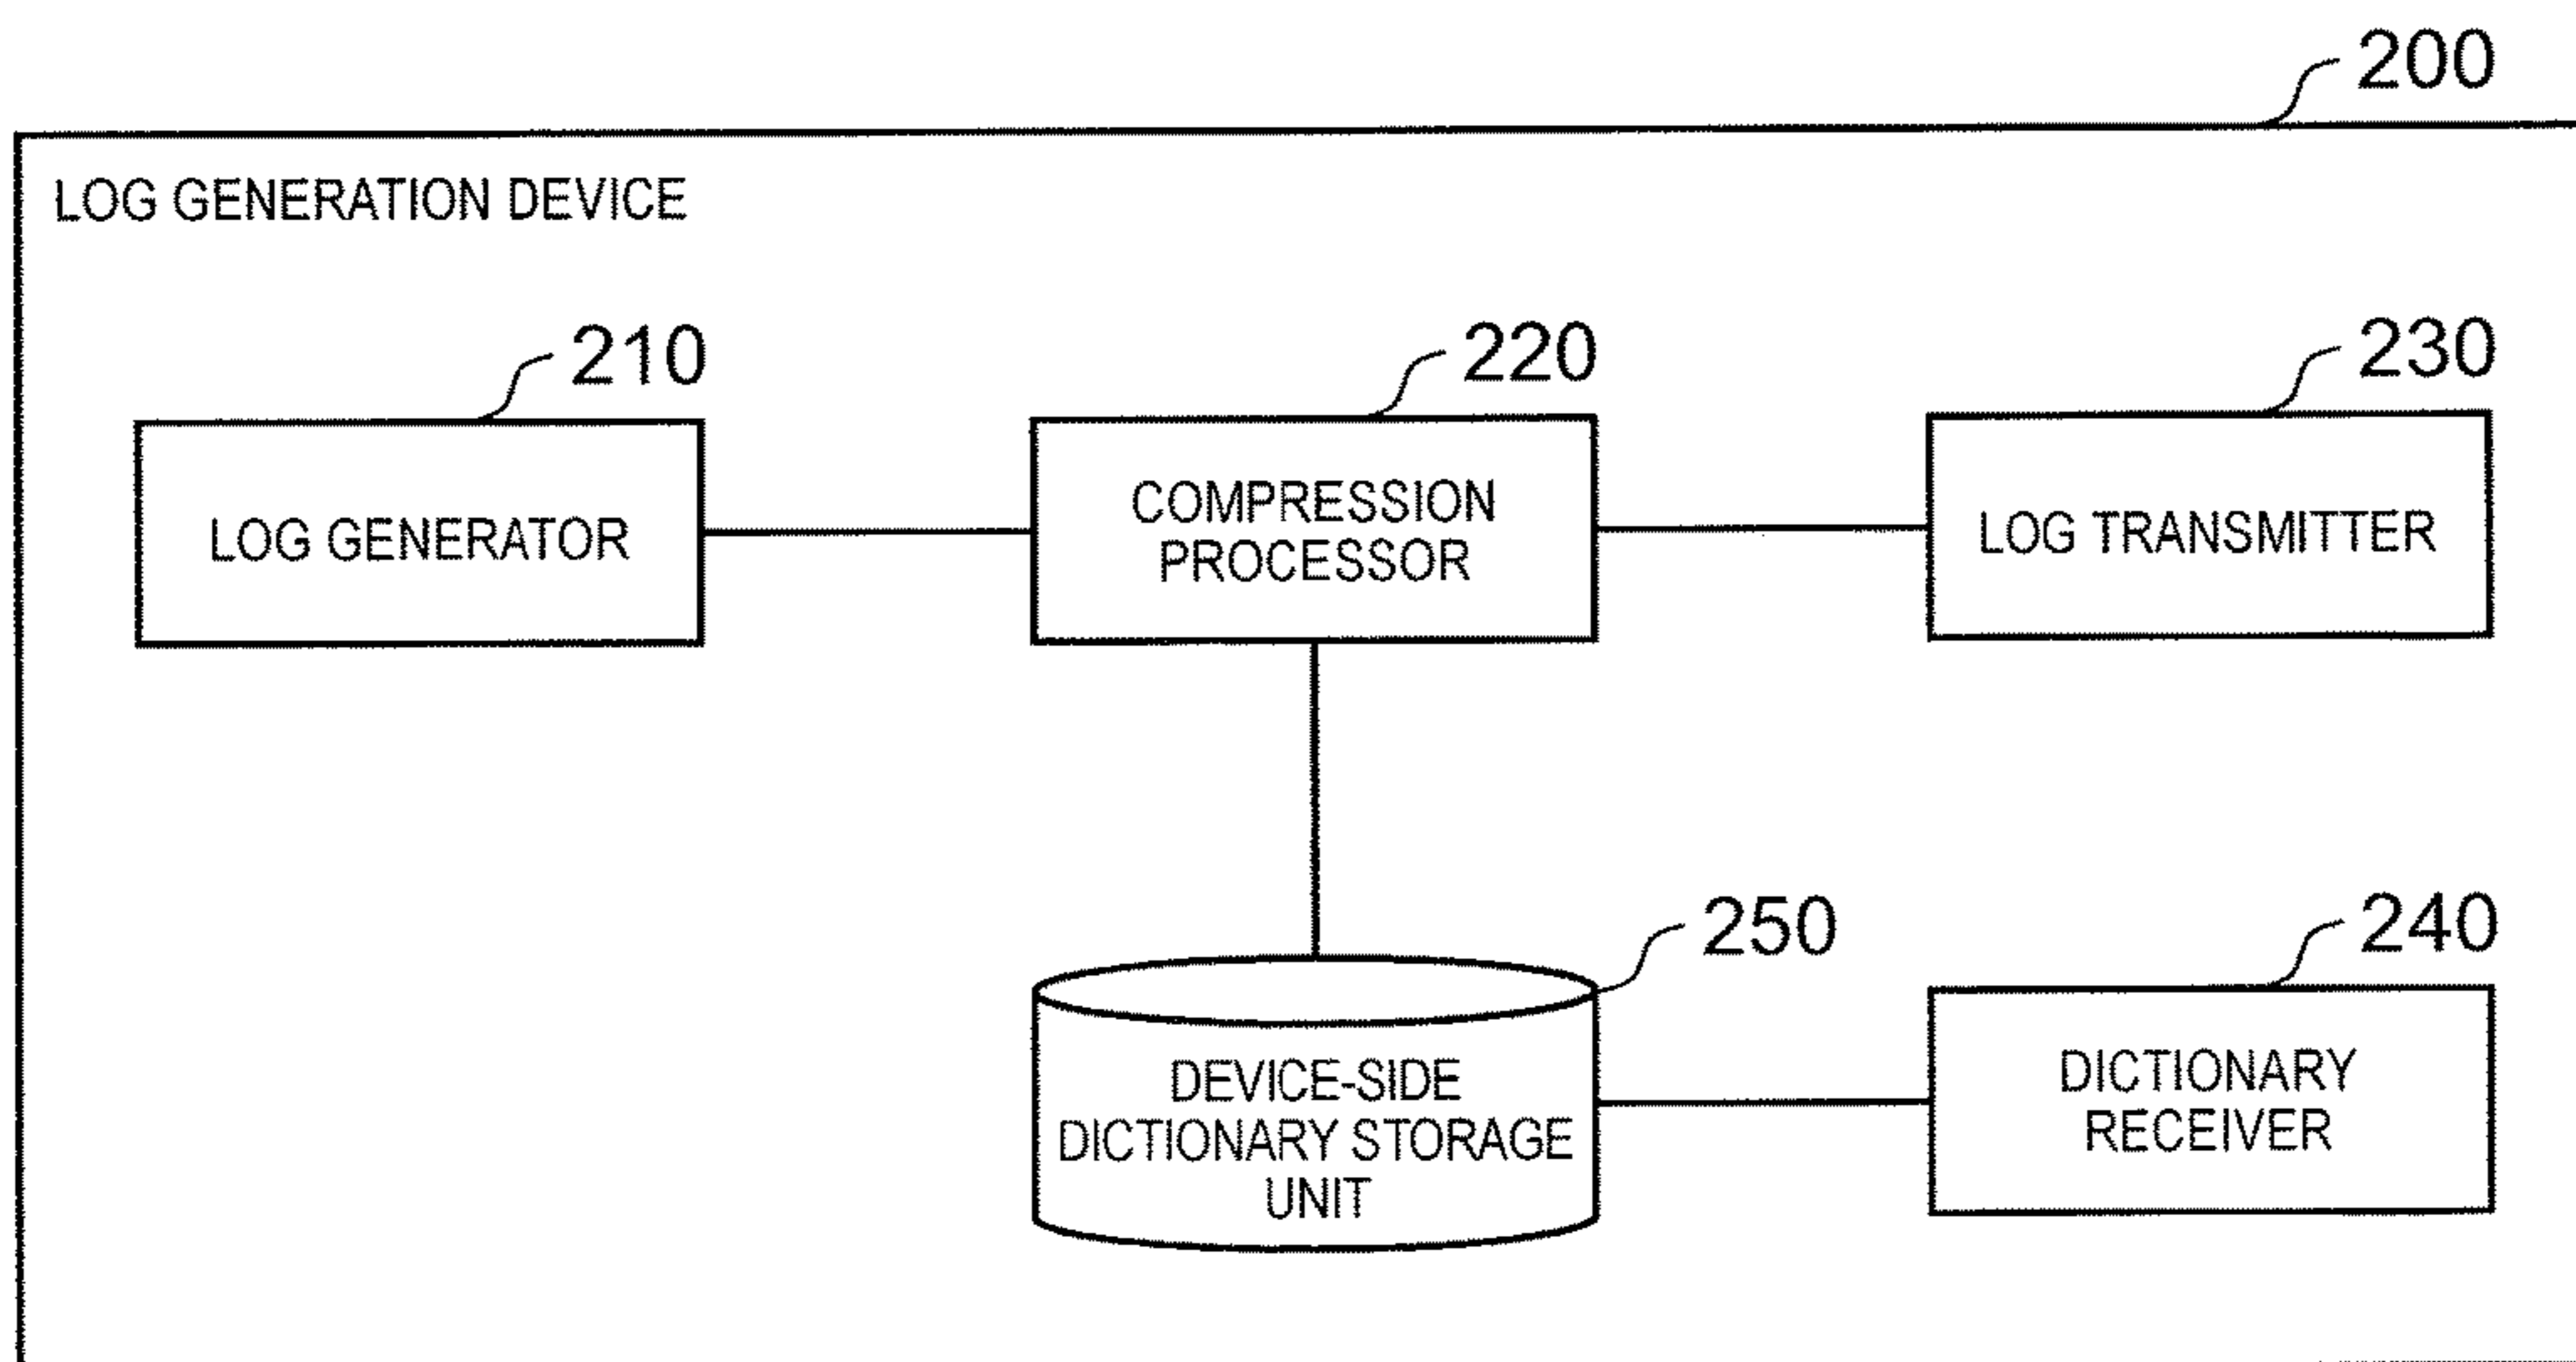 200
LOG GENERATION DEVICE
210
220
230
LOG GENERATOR
COMPRESSION
PROCESSOR
LOG TRANSMITTER
250
240
DEVICE-SIDE
DICTIONARY STORAGE
UNIT
DICTIONARY
RECEIVER